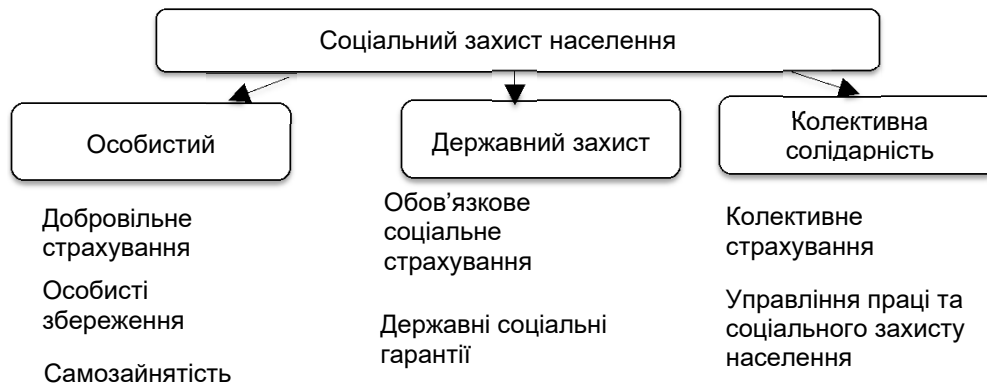 Соціальний захист населення
Особистий
Державний захист
Колективна
солідарність
Добровільне
страхування
Особисті
збереження
Самозайнятість
Обов’язкове
соціальне
страхування
Державні соціальні
гарантії
Колективне
страхування
Управління праці та
соціального захисту
населення